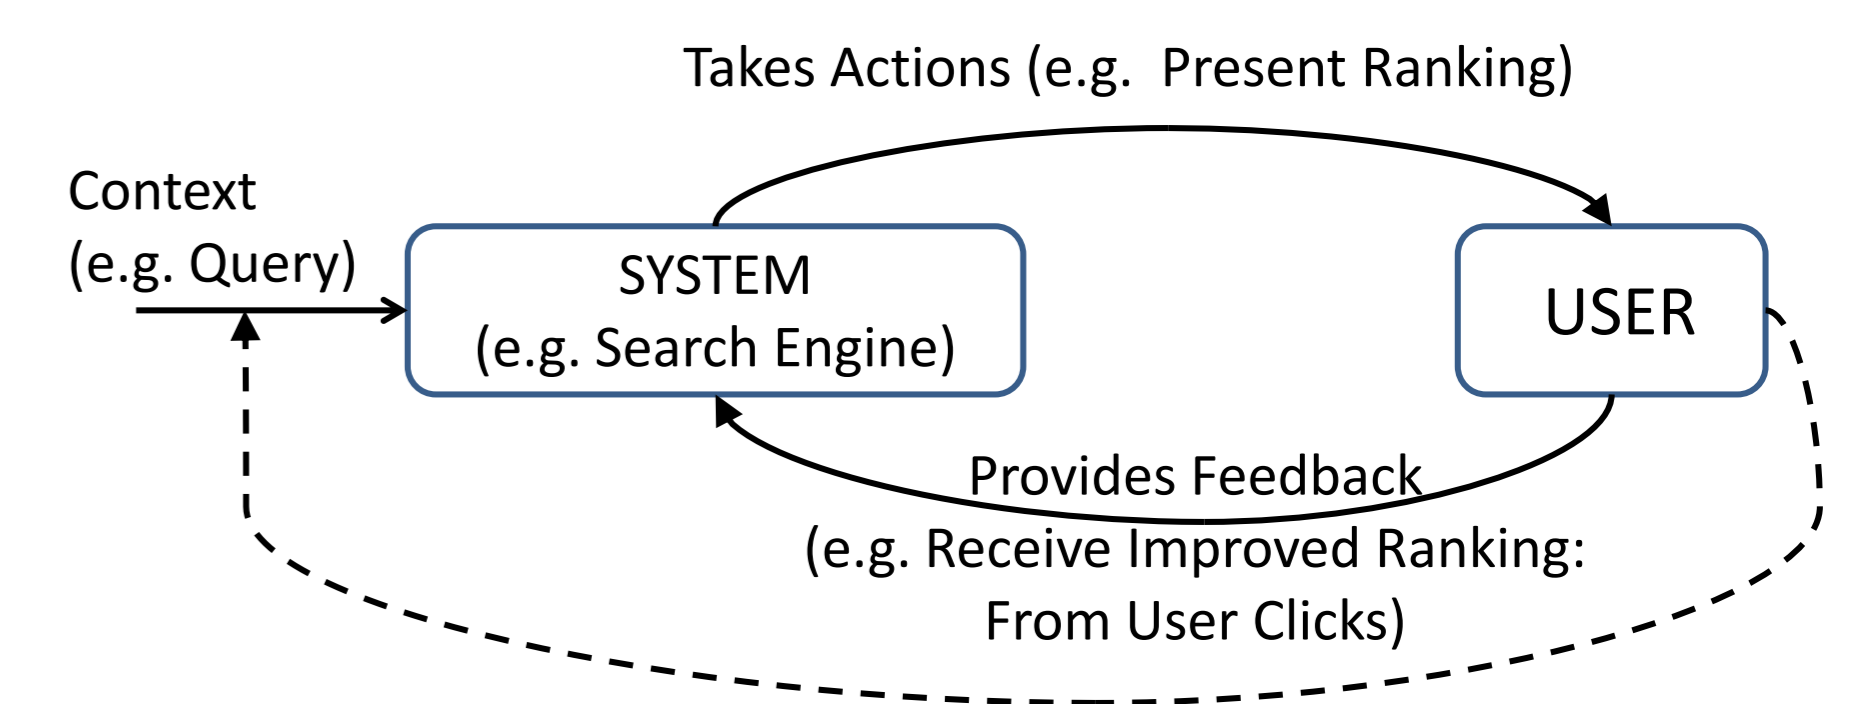 Takes Actions (e.g.  Present Ranking)
Context
(e.g. Query)
SYSTEM
(e.g. Search Engine)
USER
Provides Feedback
(e.g. Receive Improved Ranking:
From User Clicks)